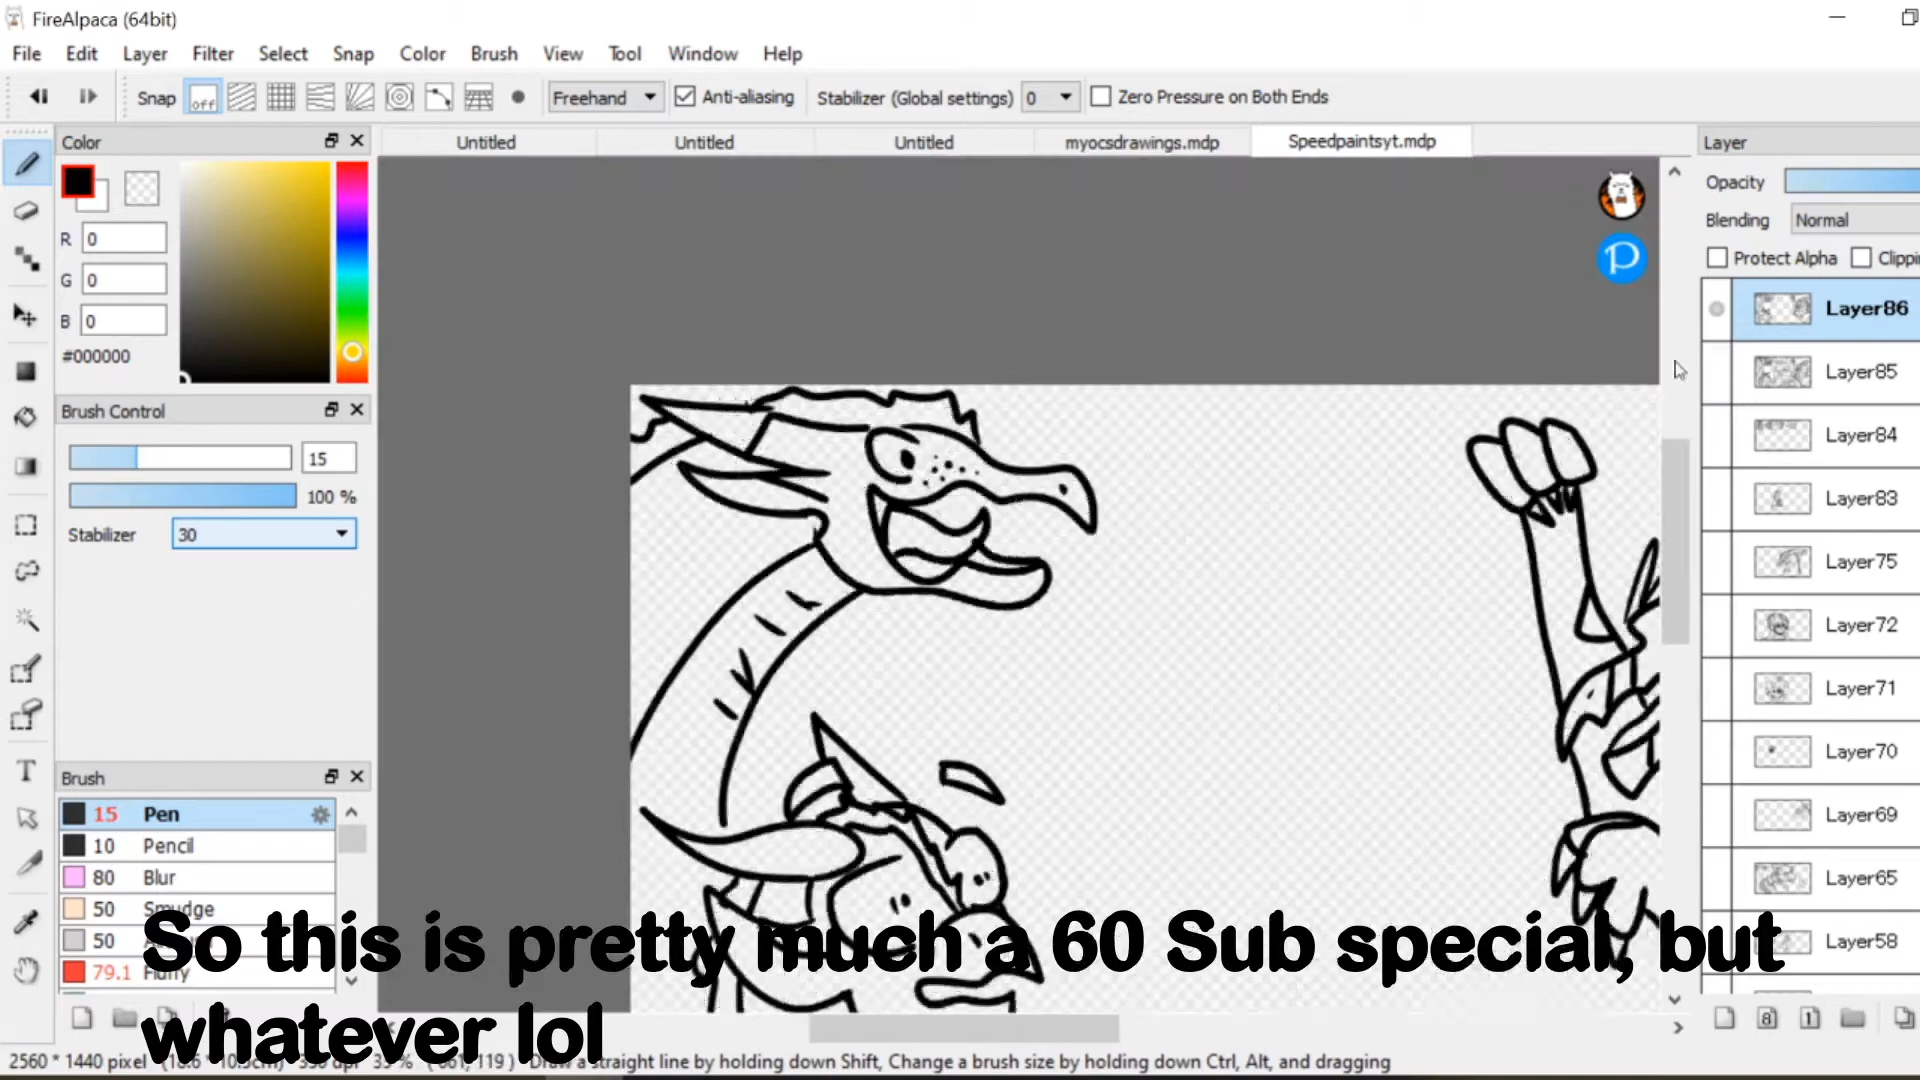 FireAlpaca (64bit)
File Edit Layer Filter Select Snap Color Brush View Tool Window Help
Snap off Freehand Anti-aliasing Stabilizer (Global settings) 0 Zero Pressure on Both Ends
Color
Untitled Untitled Untitled myocsdrawings.mdp Speedpaintsyt.mdp
Layer
Opacity
Blending Normal
Protect Alpha
R 0
G 0
B 0
#000000
Brush Control
15
100 %
Stabilizer 30
Brush
15 Pen
10 Pencil
80 Blur
50 Smudge
50
79.1
Layer86
Layer85
Layer84
Layer83
Layer75
Layer72
Layer71
Layer70
Layer69
Layer65
Layer58
P
8 1
So this is pretty much a 60 Sub special, but
whatever lol
2560 * 1440 pixel a straight line by holding down Shift, Change a brush size by holding down Ctrl, Alt, and dragging